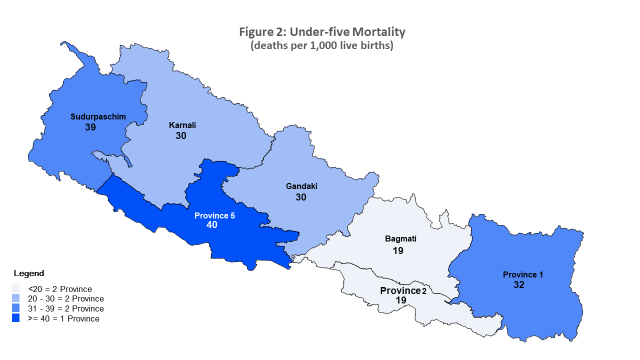 Figure 2: Under-five Mortality
(deaths per 1,000 live births)
Sudurpaschim
39
Karnali
30
Gandaki
30
Province 5
40
Bagmati
19
Province 2
19
Province 1
32
Legend
<20 = 2 Province
20 - 30 = 2 Province
31 - 39 = 2 Province
>= 40 = 1 Province